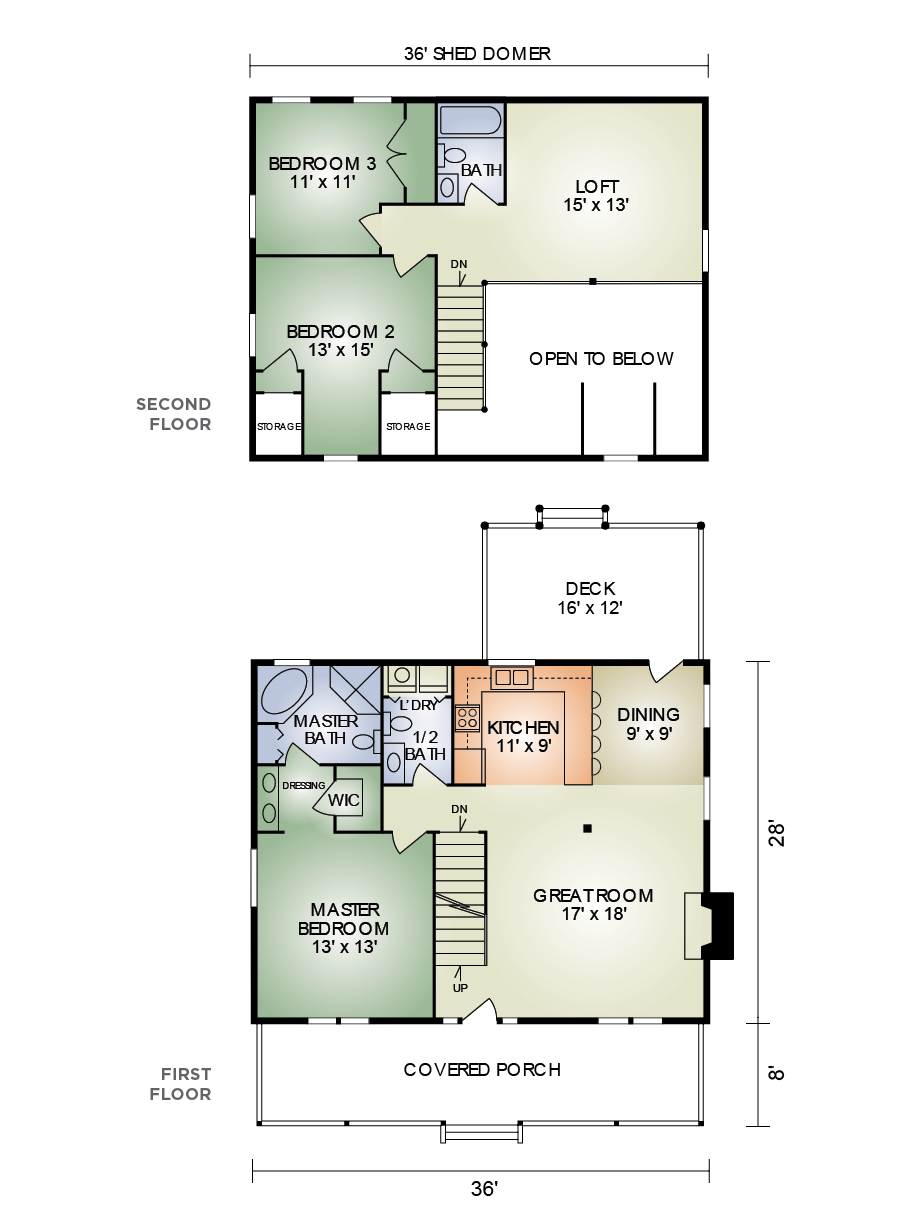 36' SHED DOMER
BEDROOM 3
11' x 11'
BATH
LOFT
15' x 13'
DN
BEDROOM 2
13' x 15'
OPEN TO BELOW
STORAGE
STORAGE
SECOND
FLOOR
DECK
16' x 12'
MASTER
BATH
L'DRY
1/2
BATH
KITCHEN
11' x 9'
DINING
9' x 9'
DRESSING
WIC
DN
28'
GREATROOM
17' x 18'
MASTER
BEDROOM
13' x 13'
UP
COVERED PORCH
8'
FIRST
FLOOR
36'